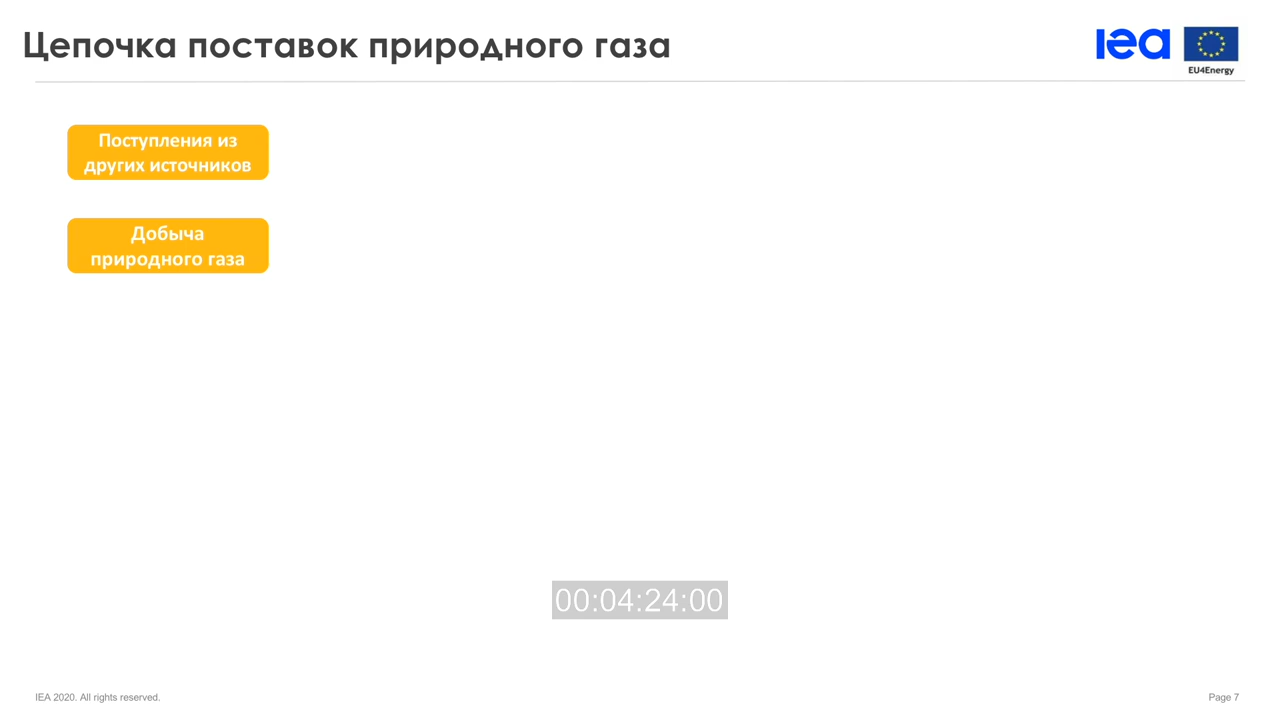 Цепочка поставок природного газа
iea
EU4Energy
Поступления из
других источников
Добыча
природного газа
00:04:24:00
IEA 2020. All rights reserved.
Page 7